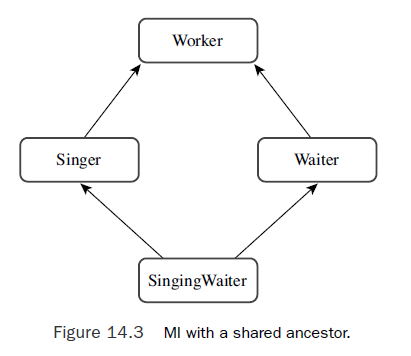 Worker
Singer
Waiter
SingingWaiter
Figure 14.3 MI with a shared ancestor.